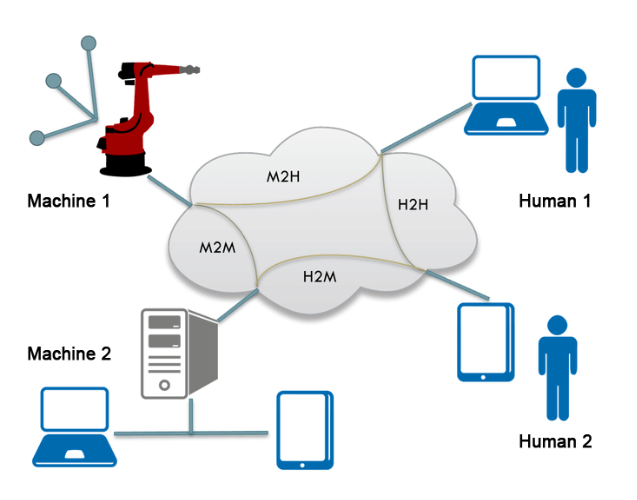 M2H
Machine 1
H2H
Human 1
M2M
H2M
Machine 2
Human 2